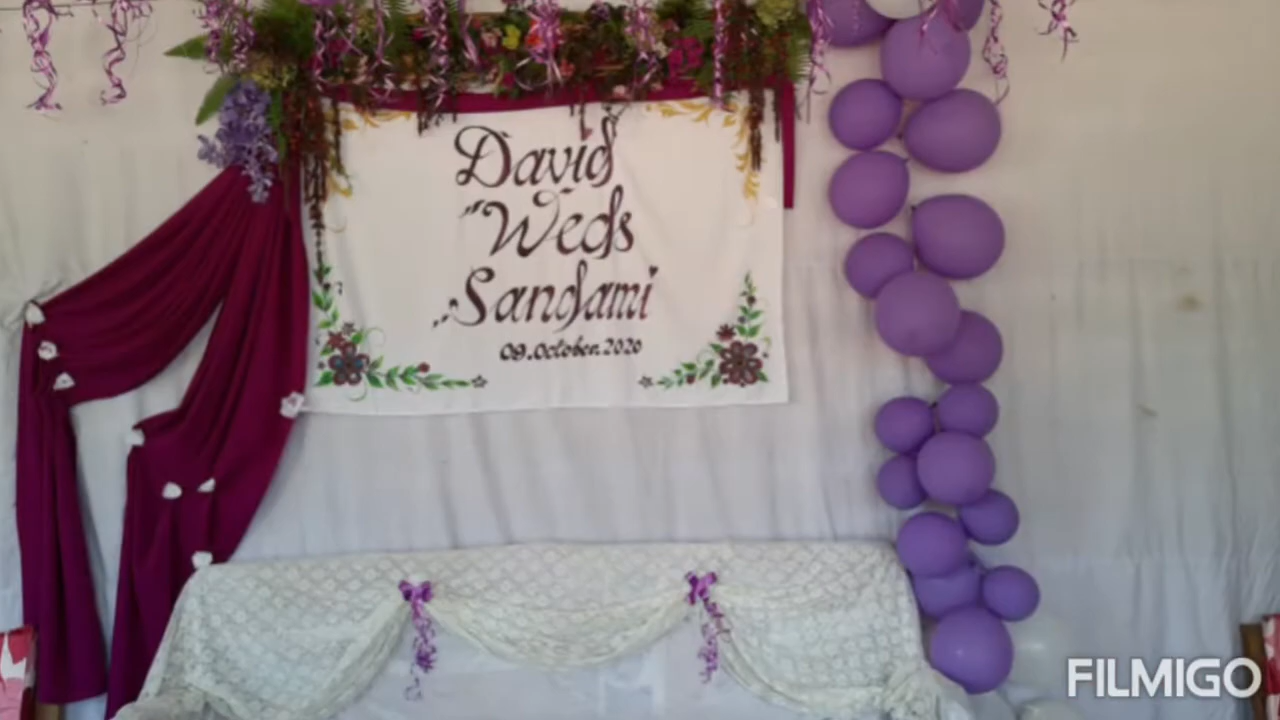 David
"Weds
„Sandami
09.October.2020
FILMIGO